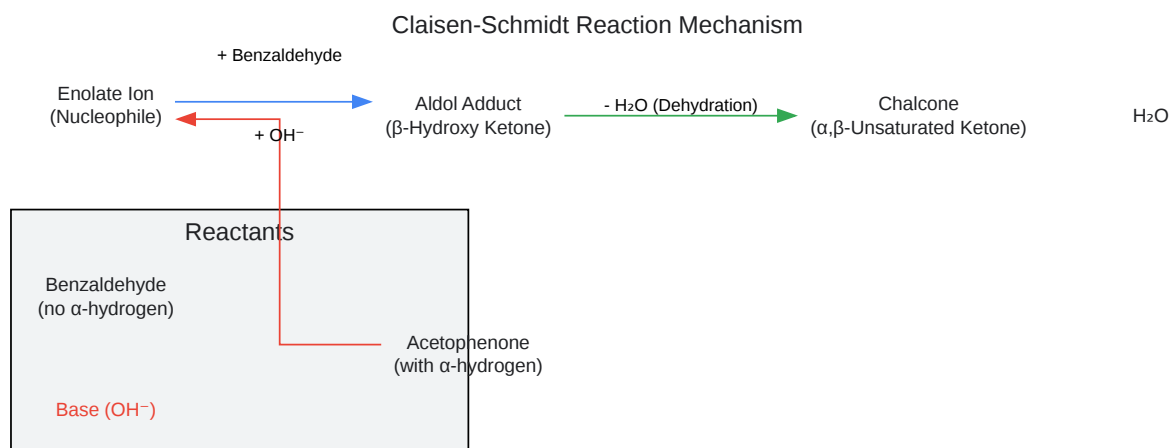 Claisen-Schmidt Reaction Mechanism
+ Benzaldehyde
Enolate Ion
(Nucleophile)
+ OH⁻
Aldol Adduct
(β-Hydroxy Ketone)
- H₂O (Dehydration)
Chalcone
(α,β-Unsaturated Ketone)
H₂O
Reactants
Benzaldehyde
(no α-hydrogen)
Acetophenone
(with α-hydrogen)
Base (OH⁻)